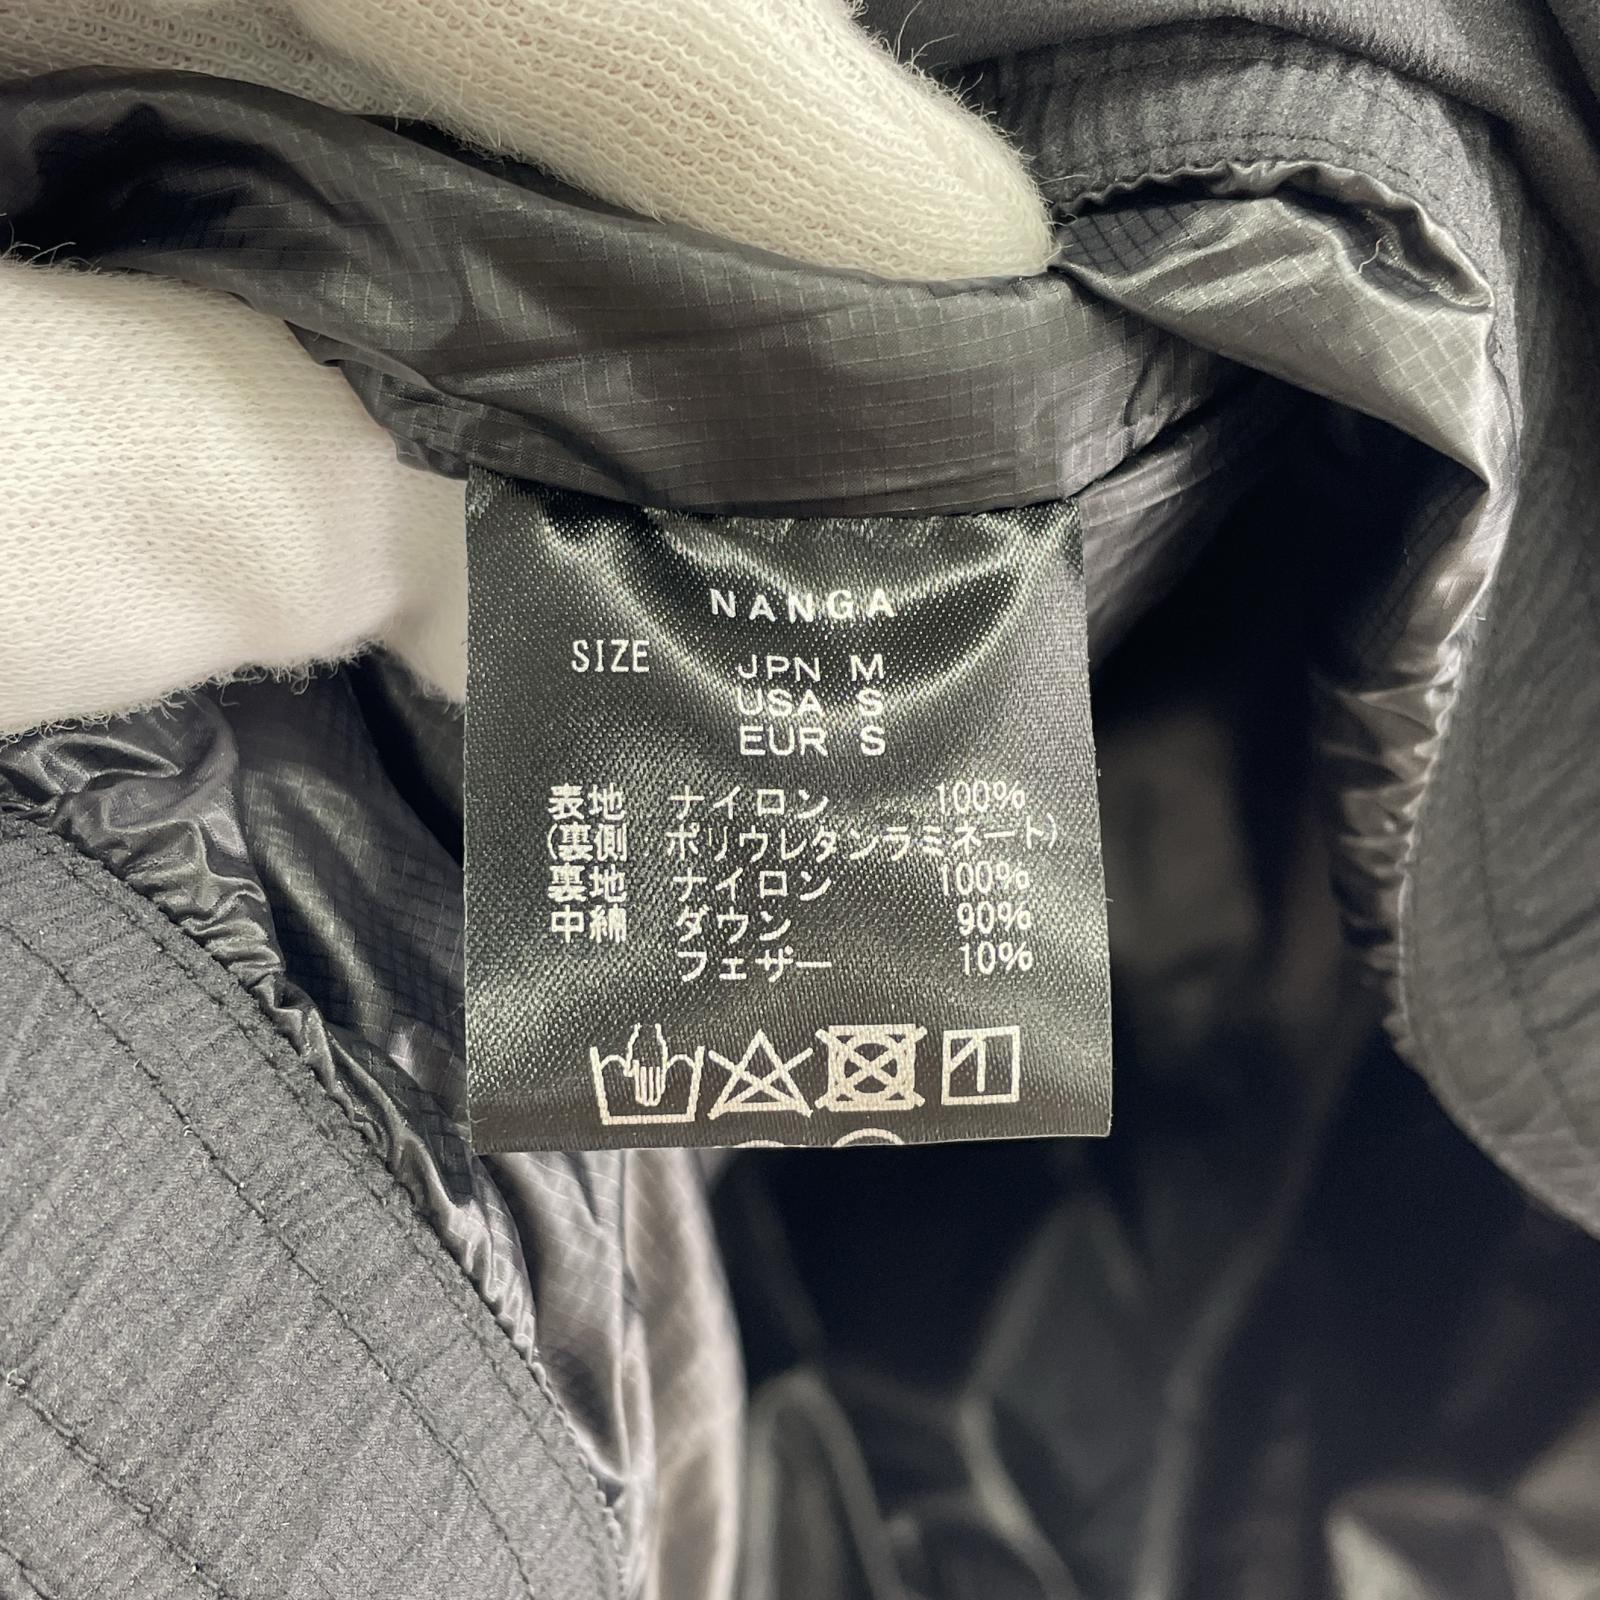 NANGA
SIZE JPN M
USA S
EUR S
表地 ナイロン 100%
(裏側 ポリウレタンラミネート)
裏地 ナイロン 100%
中綿 ダウン 90%
フェザー 10%